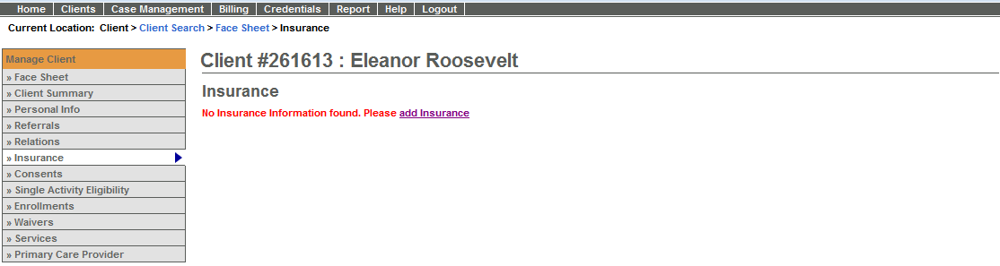 Home Clients Case Management Billing Credentials Report Help Logout
Current Location: Client > Client Search > Face Sheet > Insurance
Manage Client
» Face Sheet
» Client Summary
» Personal Info
» Referrals
» Relations
» Insurance
» Consents
» Single Activity Eligibility
» Enrollments
» Waivers
» Services
» Primary Care Provider
Client #261613 : Eleanor Roosevelt
Insurance
No Insurance Information found. Please add Insurance